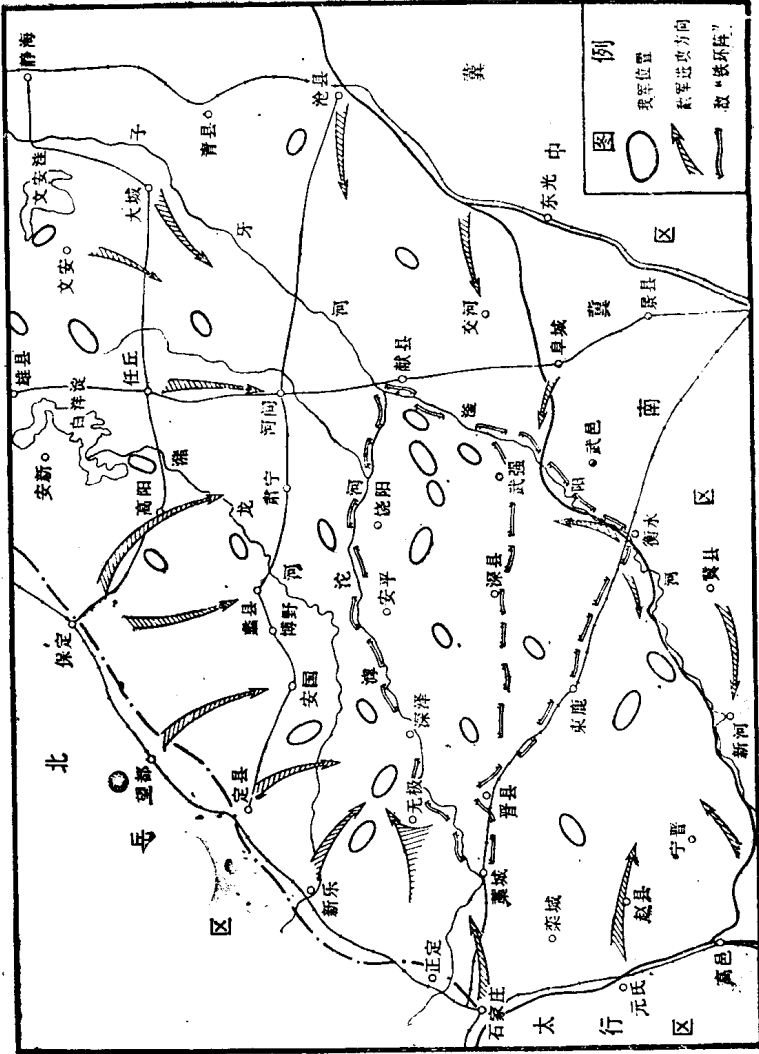 图 例
我军位置
敌军进攻方向
敌“铁环阵”
北岳区
太行区
冀中区
冀南区
静海
青县
沧县
子牙河
文安洼
大城
文安
雄县
白洋淀
任丘
安新
高阳
潴龙河
河间
肃宁
献县
交河
东光
阜城
景县
保定
蠡县
博野
安国
望都
定县
新乐
正定
石家庄
滹沱河
饶阳
安平
深泽
无极
藁城
晋县
束鹿
深县
武强
武邑
滏阳河
衡水
冀县
新河
宁晋
赵县
栾城
元氏
高邑